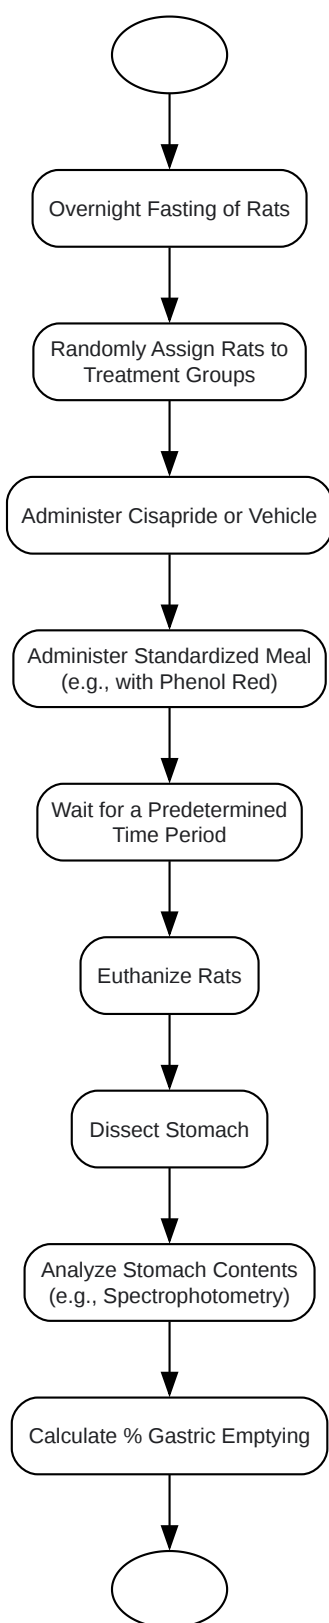 Overnight Fasting of Rats
Randomly Assign Rats to
Treatment Groups
Administer Cisapride or Vehicle
Administer Standardized Meal
(e.g., with Phenol Red)
Wait for a Predetermined
Time Period
Euthanize Rats
Dissect Stomach
Analyze Stomach Contents
(e.g., Spectrophotometry)
Calculate % Gastric Emptying